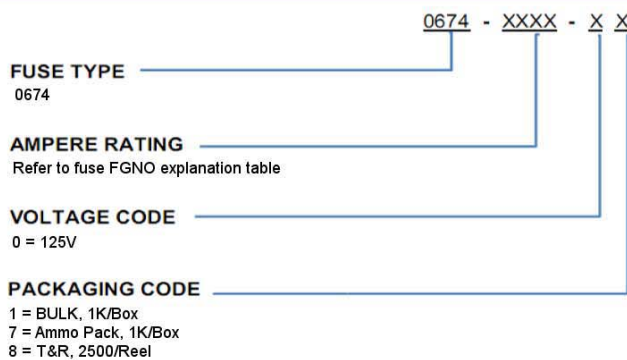 0674 - XXXX - X X
FUSE TYPE
0674
AMPERE RATING
Refer to fuse FGNO explanation table
VOLTAGE CODE
0 = 125V
PACKAGING CODE
1 = BULK, 1K/Box
7 = Ammo Pack, 1K/Box
8 = T&R, 2500/Reel